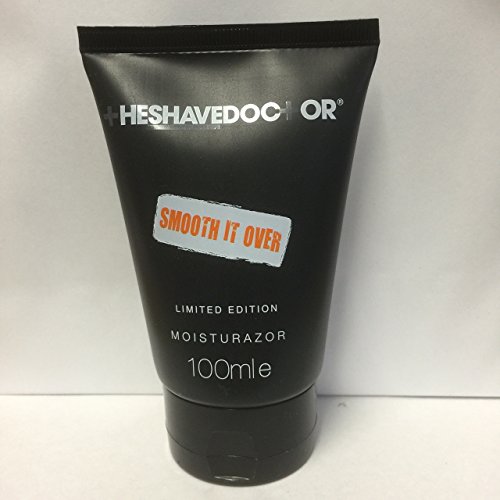 +HESHAVEDOC+OR®
SMOOTH IT OVER
LIMITED EDITION
MOISTURAZOR
100ml e